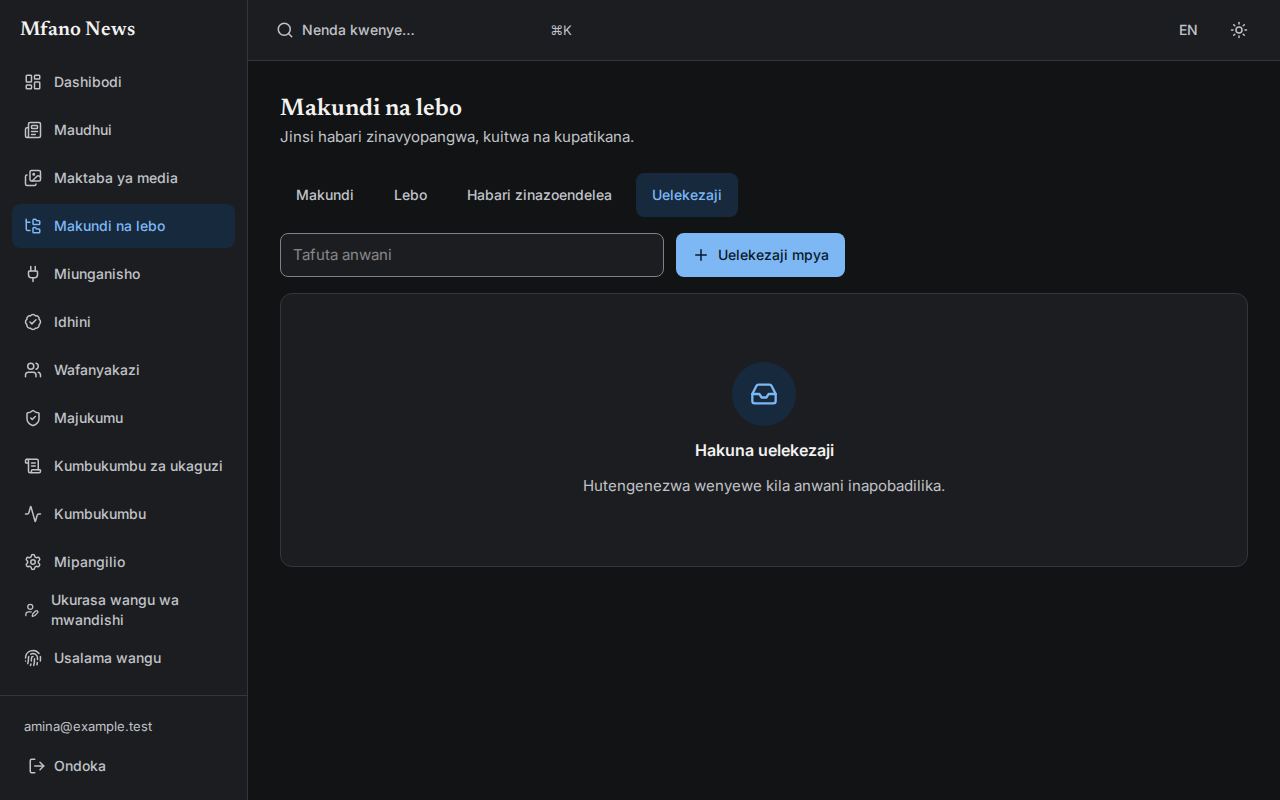 Mfano News
Nenda kwenye...
⌘K
EN
Dashibodi
Maudhui
Maktaba ya media
Makundi na lebo
Miunganisho
Idhini
Wafanyakazi
Majukumu
Kumbukumbu za ukaguzi
Kumbukumbu
Mipangilio
Ukurasa wangu wa
mwandishi
Usalama wangu
amina@example.test
Ondoka
Makundi na lebo
Jinsi habari zinavyopangwa, kuitwa na kupatikana.
Makundi
Lebo
Habari zinazoendelea
Uelekezaji
Tafuta anwani
Uelekezaji mpya
Hakuna uelekezaji
Hutengenezwa wenyewe kila anwani inapobadilika.